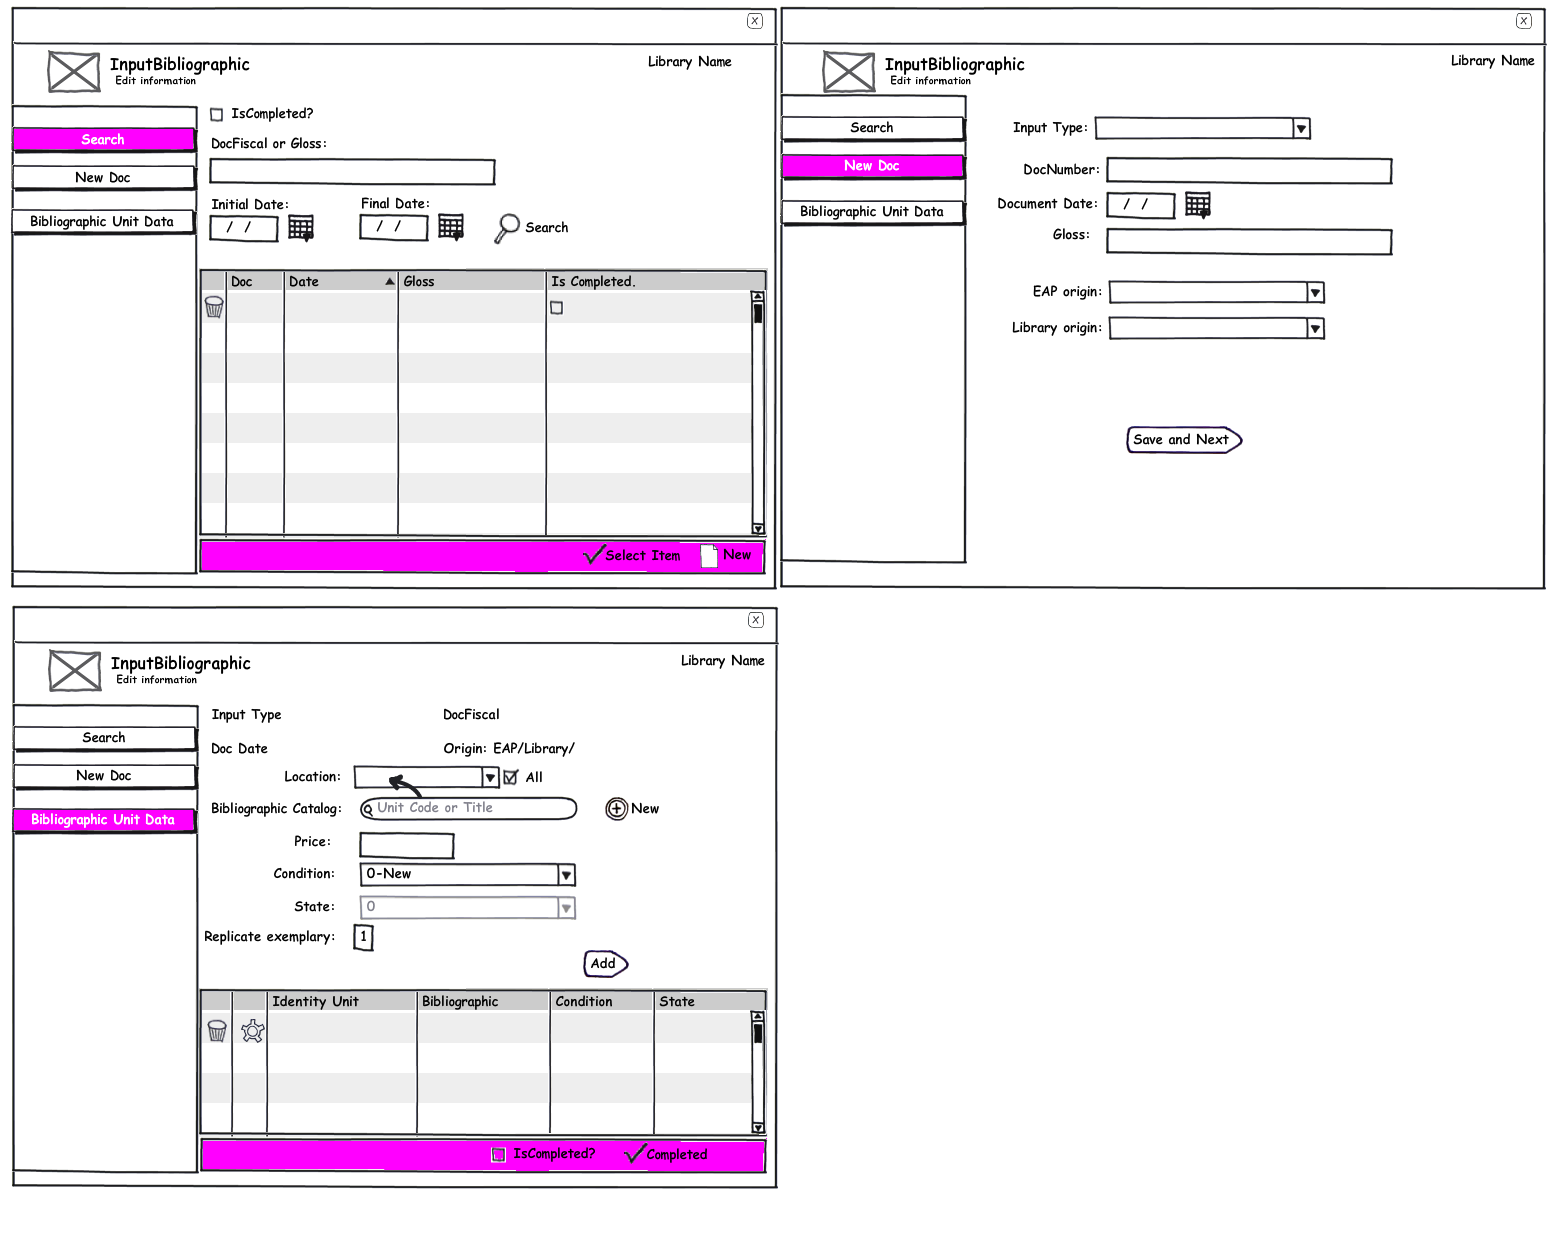 X
InputBibliographic
Edit information
Library Name
Search
New Doc
Bibliographic Unit Data
IsCompleted?
DocFiscal or Gloss:
Initial Date:
Final Date:
/ /
/ /
Search
Doc
Date
Gloss
Is Completed.
Select Item
New
X
InputBibliographic
Edit information
Library Name
Search
New Doc
Bibliographic Unit Data
Input Type:
DocNumber:
Document Date:
/ /
Gloss:
EAP origin:
Library origin:
Save and Next
X
InputBibliographic
Edit information
Library Name
Search
New Doc
Bibliographic Unit Data
Input Type
DocFiscal
Doc Date
Origin: EAP/Library/
Location:
All
Bibliographic Catalog:
Unit Code or Title
New
Price:
Condition:
0-New
State:
0
Replicate exemplary:
1
Add
Identity Unit
Bibliographic
Condition
State
IsCompleted?
Completed